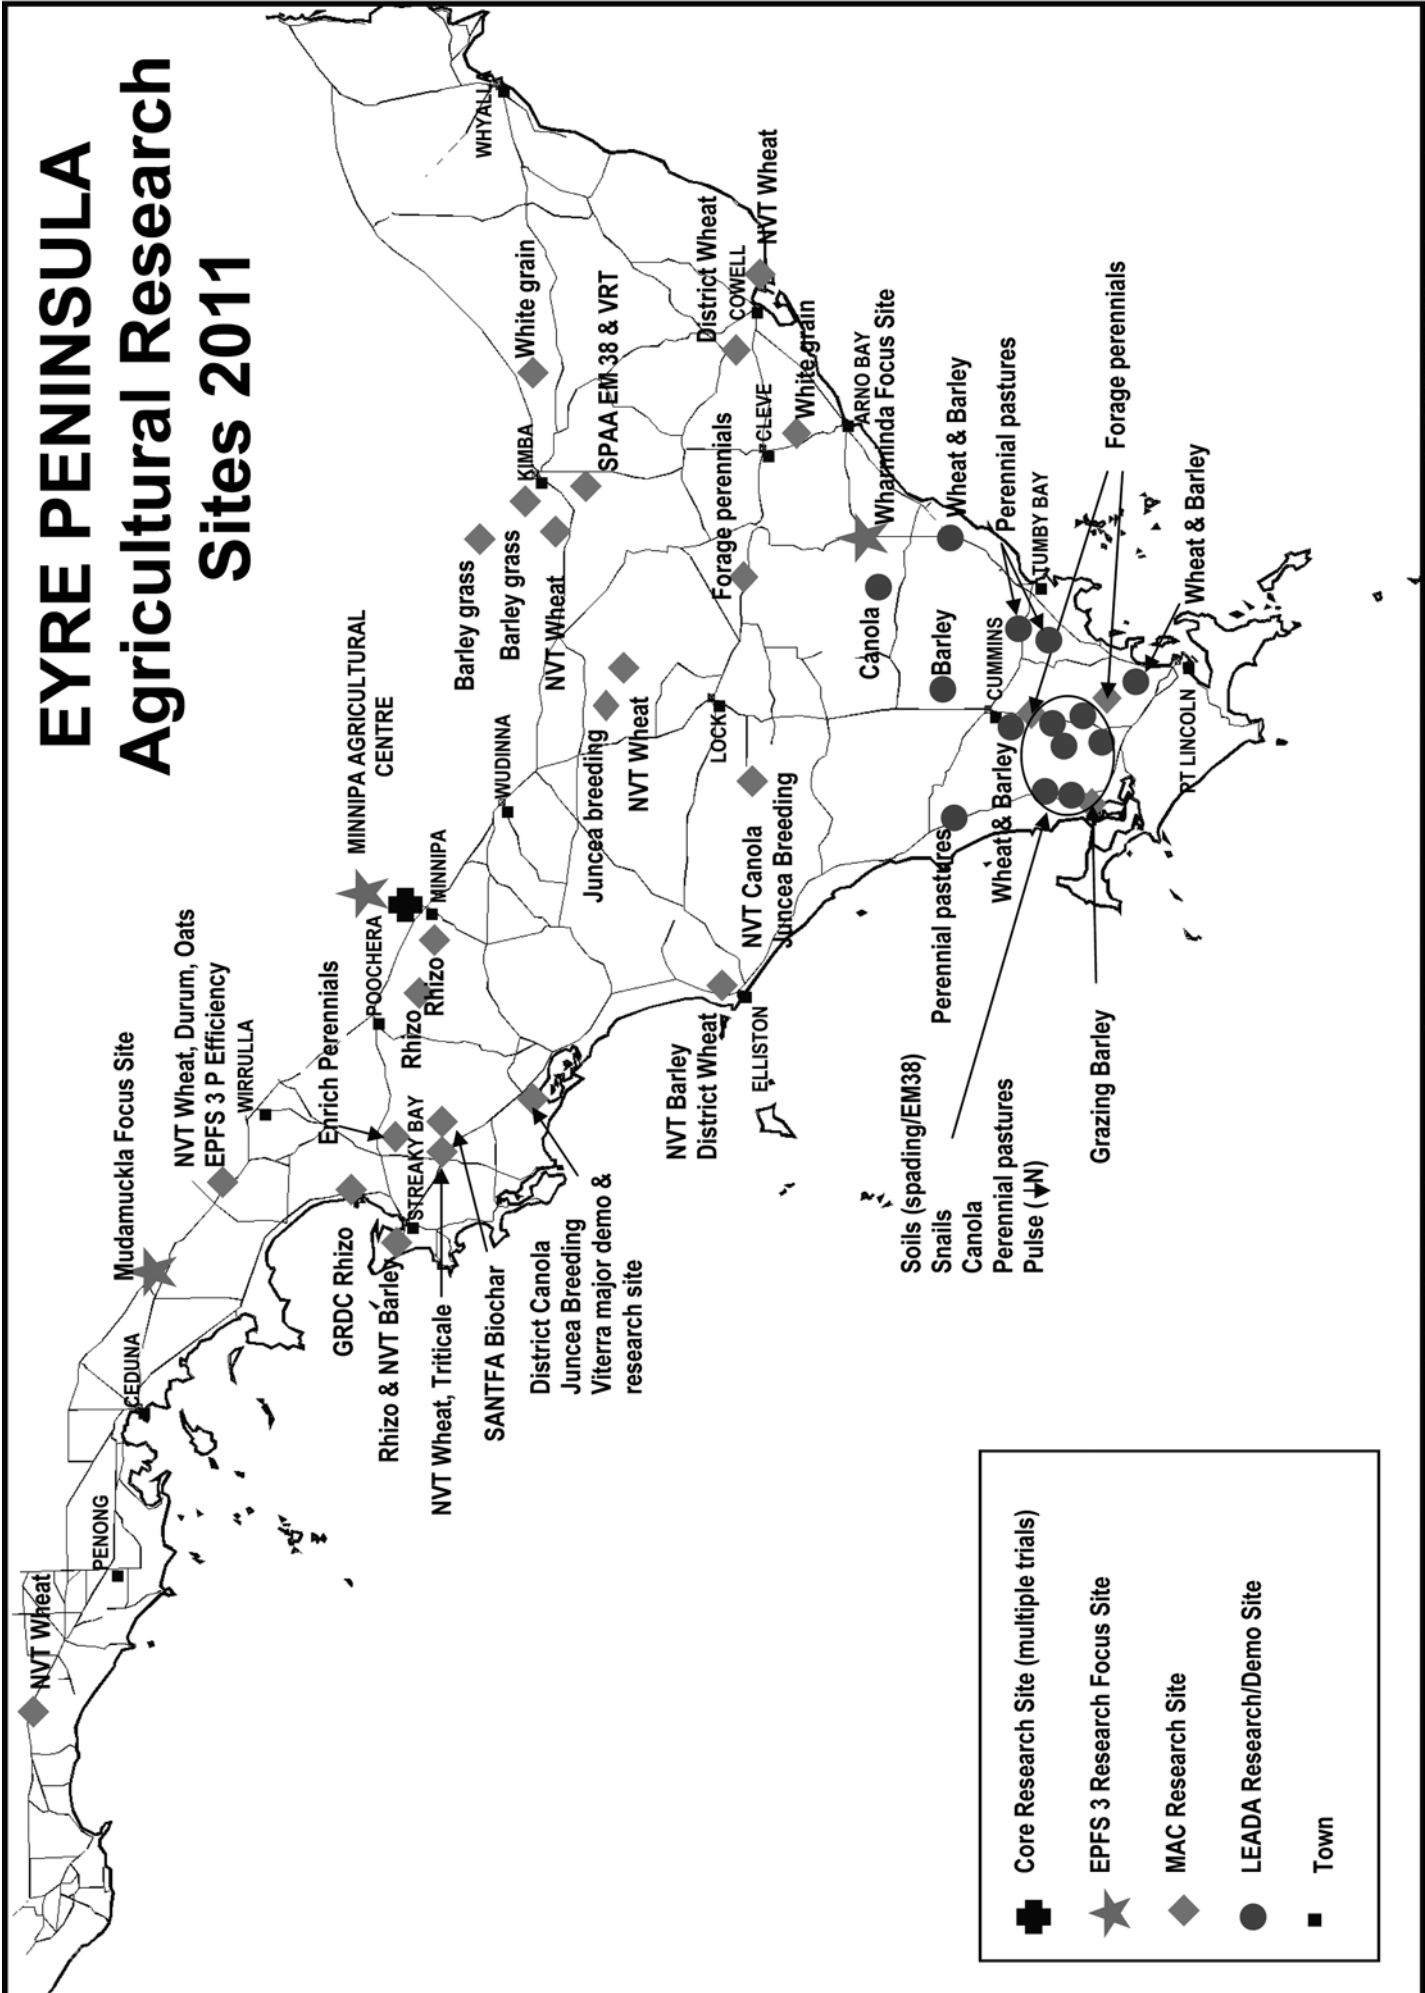 EYRE PENINSULA
Agricultural Research
Sites 2011
NVT Wheat
PENONG
CEDUNA
Mudamuckla Focus Site
NVT Wheat, Durum, Oats
EPFS 3 P Efficiency
WIRRULLA
Enrich Perennials
POOCHERA
MINNIPA AGRICULTURAL
CENTRE
MINNIPA
Rhizo
Rhizo
GRDC Rhizo
STREAKY BAY
Rhizo & NVT Barley
NVT Wheat, Triticale
SANTFA Biochar
District Canola
Juncea Breeding
Viterra major demo &
research site
WUDINNA
Barley grass
Barley grass
NVT Wheat
KIMBA
White grain
SPAA EM 38 & VRT
WHYALLA
Juncea breeding
NVT Wheat
LOCK
NVT Canola
Juncea Breeding
NVT Barley
District Wheat
ELLISTON
Forage perennials
District Wheat
COWELL
NVT Wheat
CLEVE
White grain
ARNO BAY
Wharminda Focus Site
Canola
Wheat & Barley
Barley
Perennial pastures
TUMBY BAY
Forage perennials
CUMMINS
Wheat & Barley
Perennial pastures
Wheat & Barley
PT LINCOLN
Soils (spading/EM38)
Snails
Canola
Perennial pastures
Pulse (▼LN)
Grazing Barley
Core Research Site (multiple trials)
EPFS 3 Research Focus Site
MAC Research Site
LEADA Research/Demo Site
Town